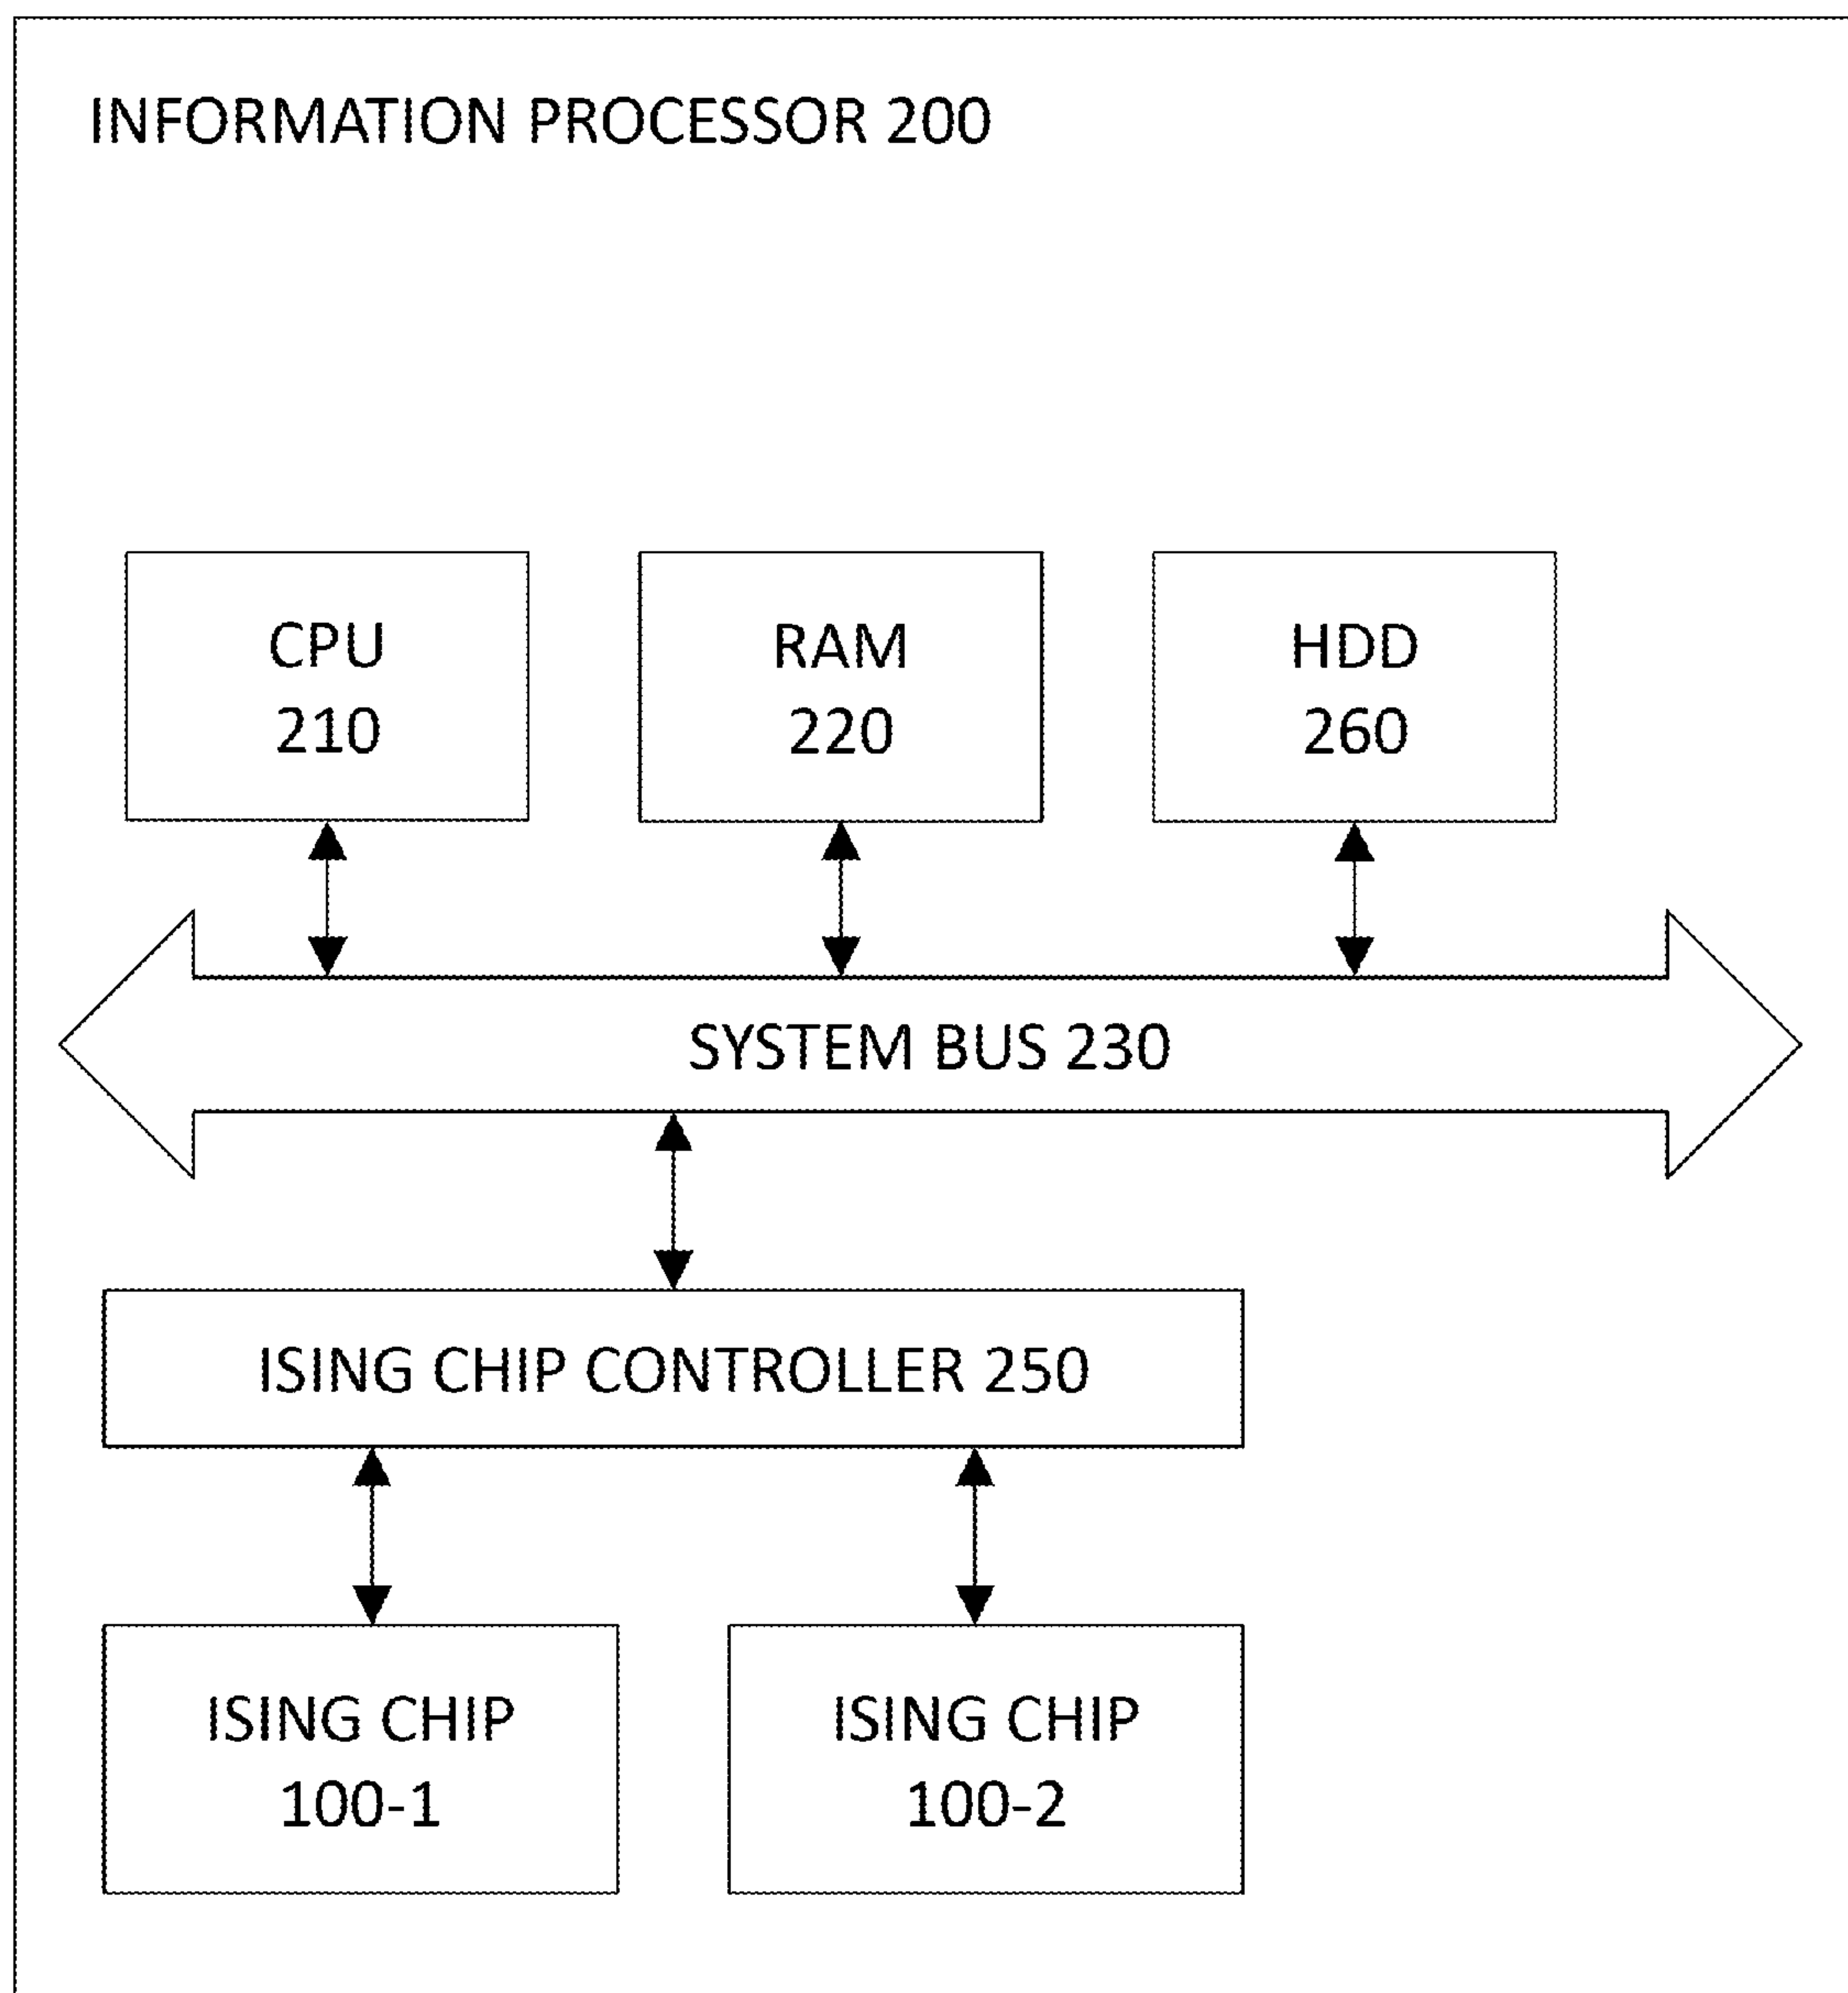 INFORMATION PROCESSOR 200
CPU
210
RAM
220
HDD
260
SYSTEM BUS 230
ISING CHIP CONTROLLER 250
ISING CHIP
100-1
ISING CHIP
100-2